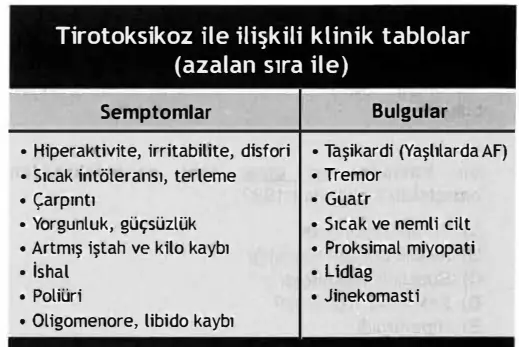 Tirotoksikoz ile ilişkili klinik tablolar
(azalan sıra ile)
Semptomlar
• Hiperaktivite, irritabilite, disfori
• Sıcak intöleransı, terleme
• Çarpıntı
• Yorgunluk, güçsüzlük
• Artmış iştah ve kilo kaybı
• İshal
• Poliüri
• Oligomenore, libido kaybı
Bulgular
• Taşikardi (Yaşlılarda AF)
• Tremor
• Guatr
• Sıcak ve nemli cilt
• Proksimal miyopati
• Lidlag
• Jinekomasti